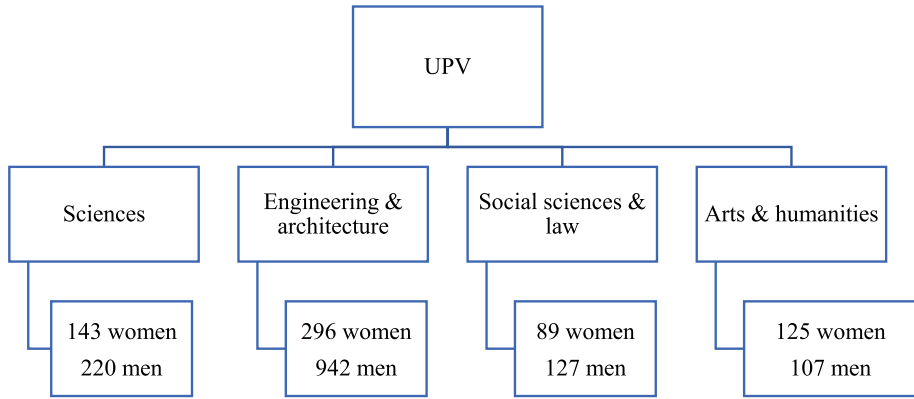 UPV
Sciences
Engineering &
architecture
Social sciences &
law
Arts & humanities
143 women
220 men
296 women
942 men
89 women
127 men
125 women
107 men